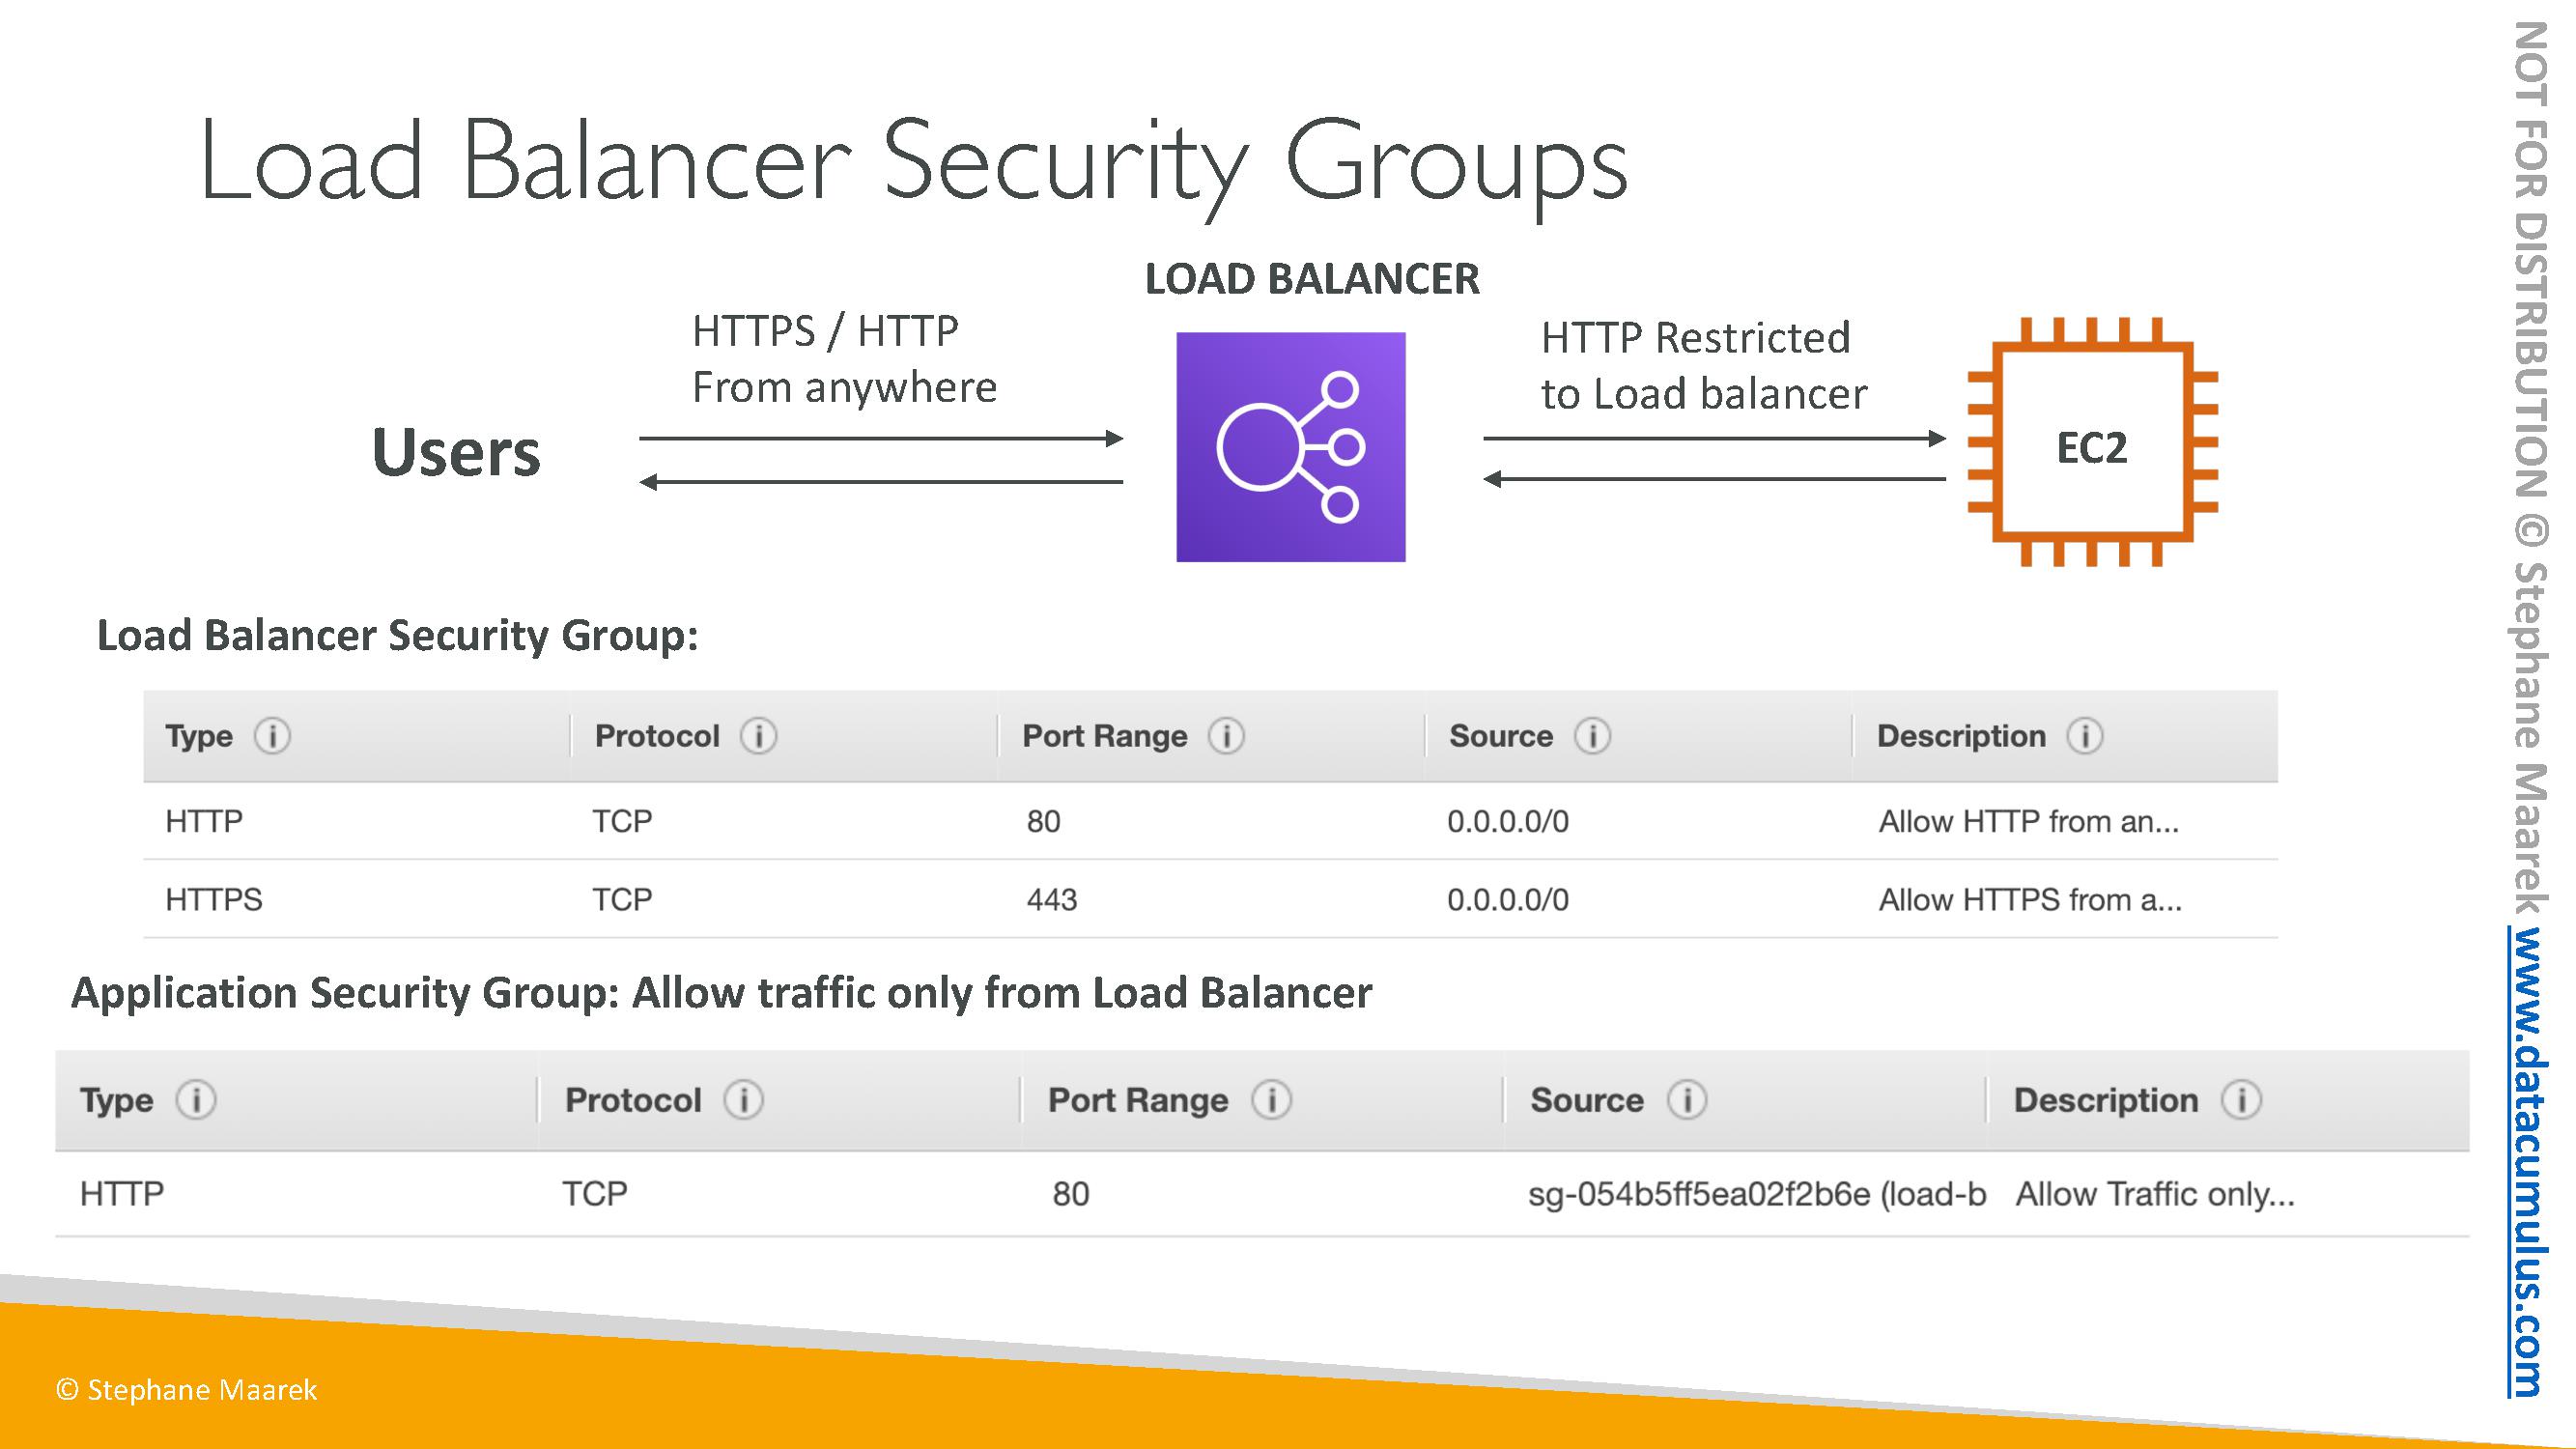 Load Balancer Security Groups
LOAD BALANCER
HTTPS / HTTP
From anywhere
HTTP Restricted
to Load balancer
Users
EC2
Load Balancer Security Group:
Type Protocol Port Range Source Description
HTTP TCP 80 0.0.0.0/0 Allow HTTP from an...
HTTPS TCP 443 0.0.0.0/0 Allow HTTPS from a...
Application Security Group: Allow traffic only from Load Balancer
Type Protocol Port Range Source Description
HTTP TCP 80 sg-054b5ff5ea02f2b6e (load-b Allow Traffic only...
© Stephane Maarek
NOT FOR DISTRIBUTION © Stephane Maarek www.datacumulus.com